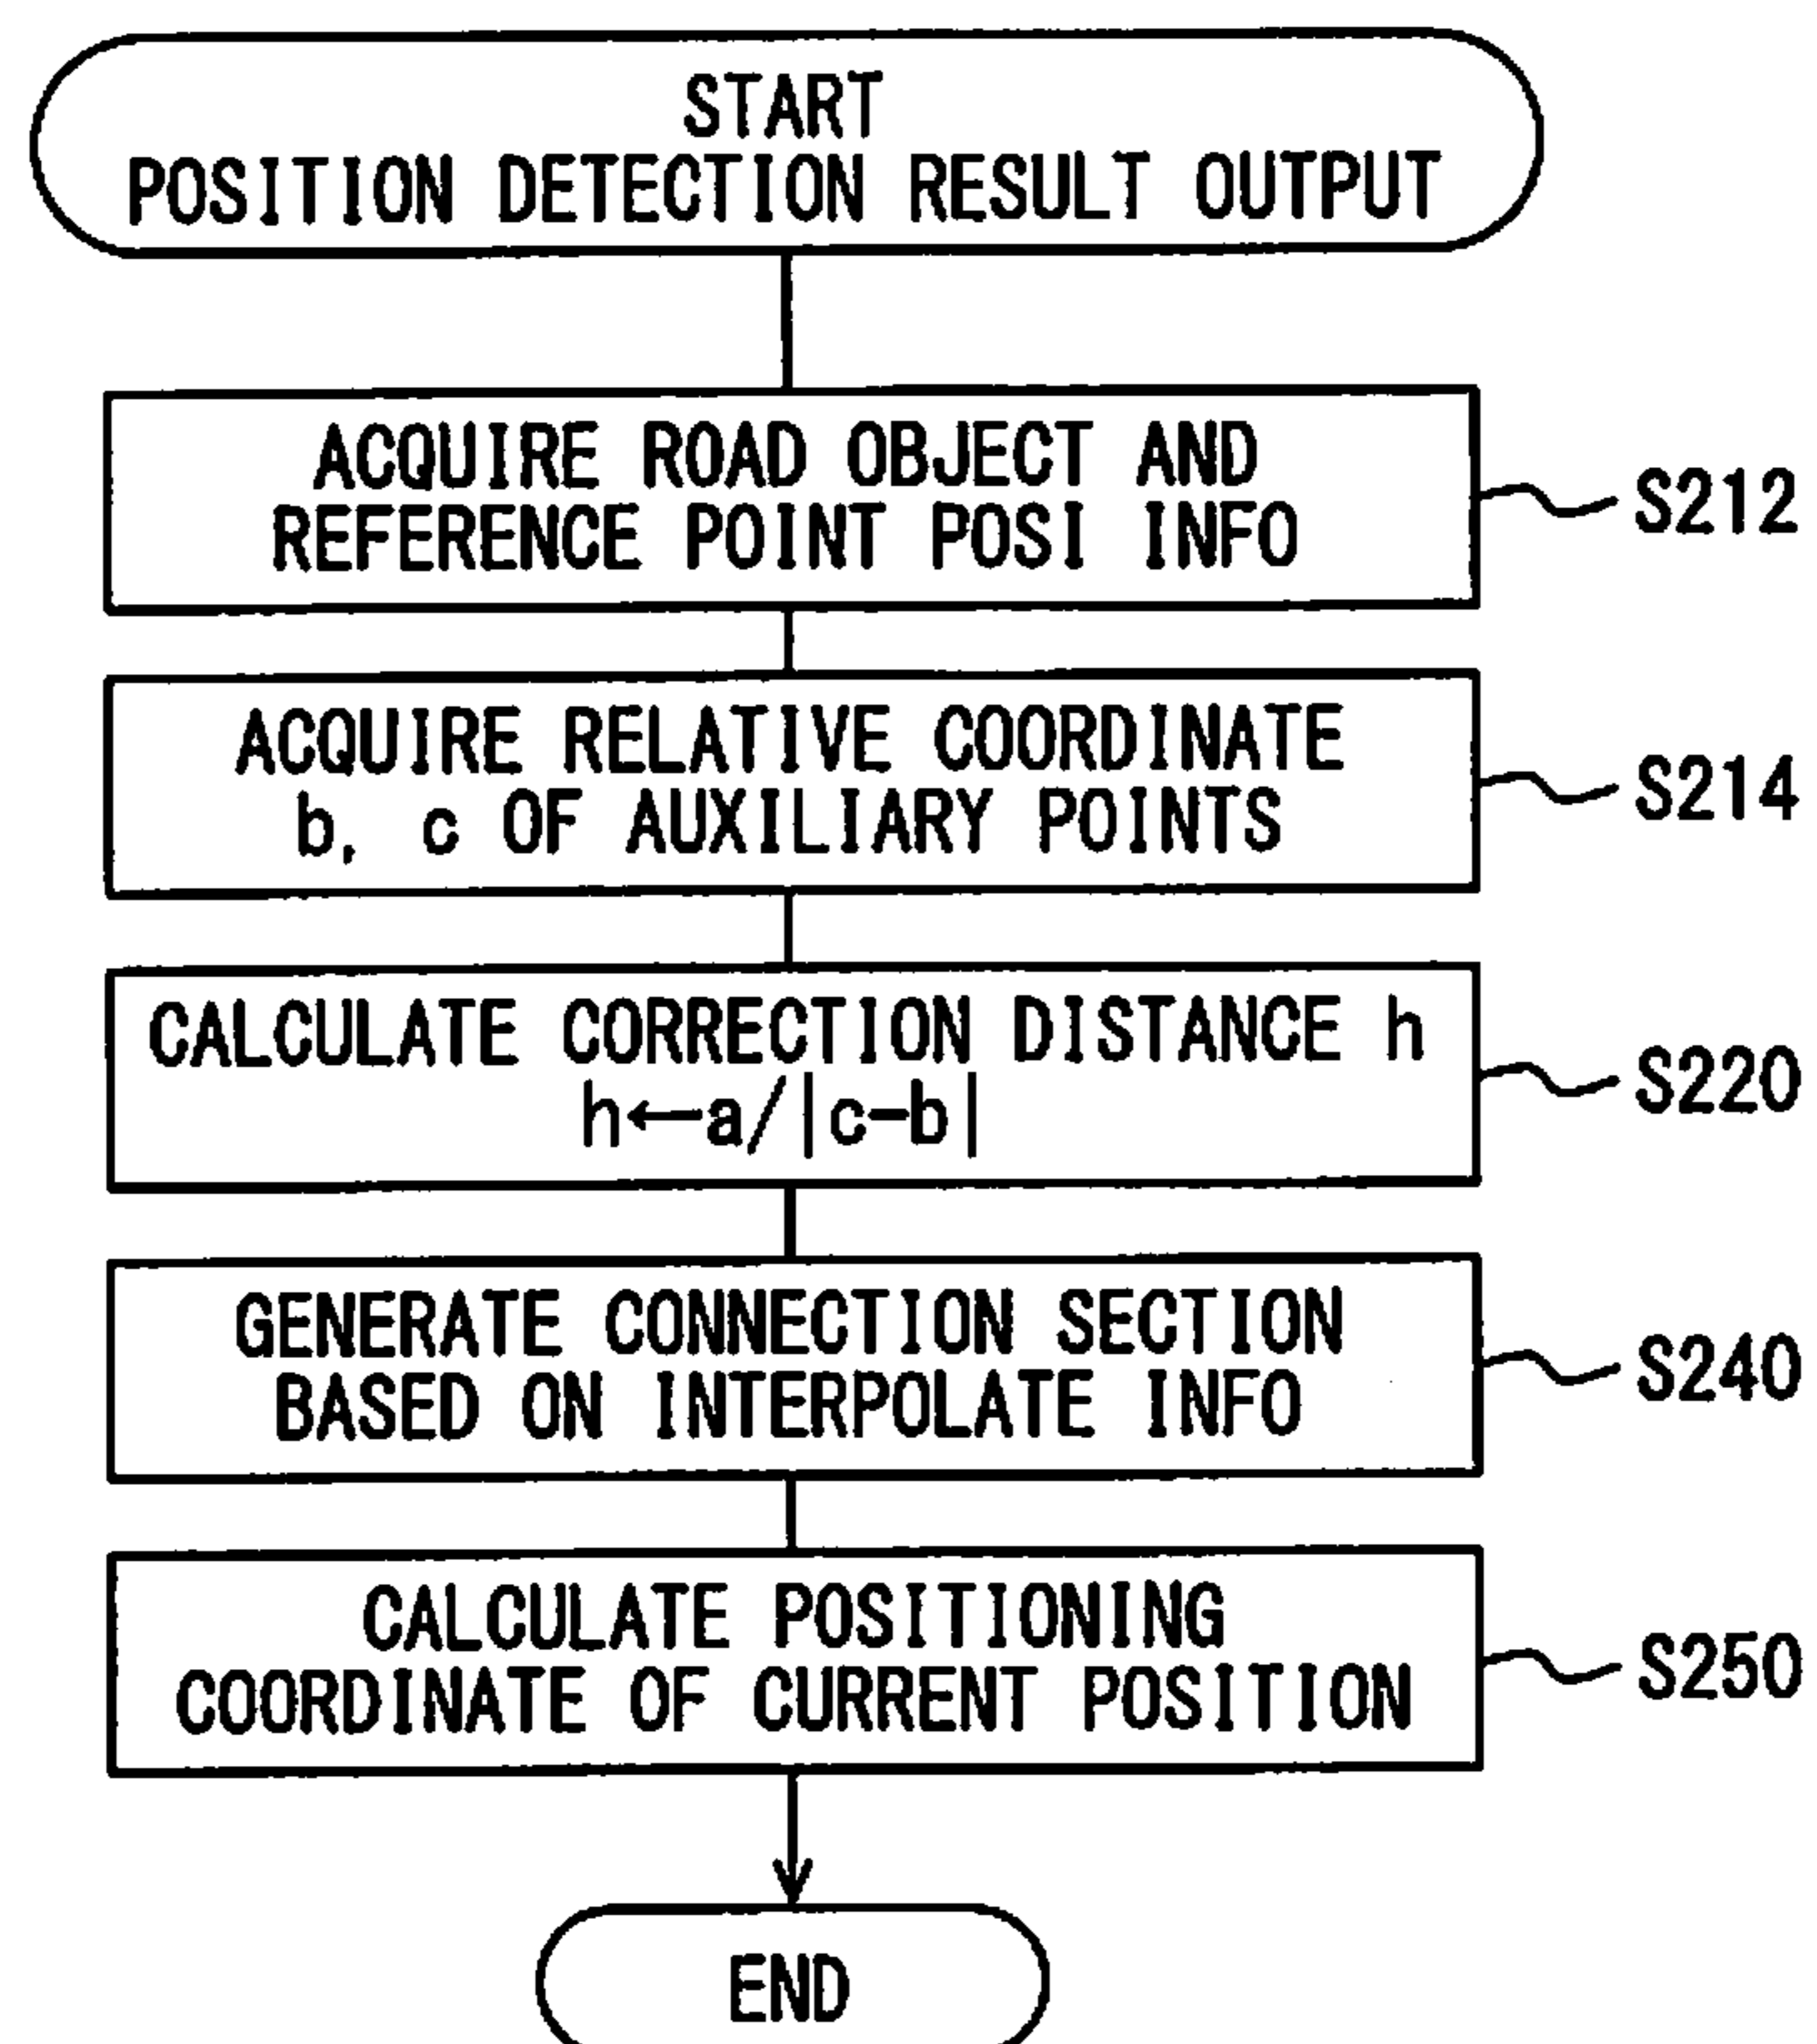 START
POSITION DETECTION RESULT OUTPUT
ACQUIRE ROAD OBJECT AND
REFERENCE POINT POSI INFO
S212
ACQUIRE RELATIVE COORDINATE
b, c OF AUXILIARY POINTS
S214
CALCULATE CORRECTION DISTANCE h
h←a/|c-b|
S220
GENERATE CONNECTION SECTION
BASED ON INTERPOLATE INFO
S240
CALCULATE POSITIONING
COORDINATE OF CURRENT POSITION
S250
END